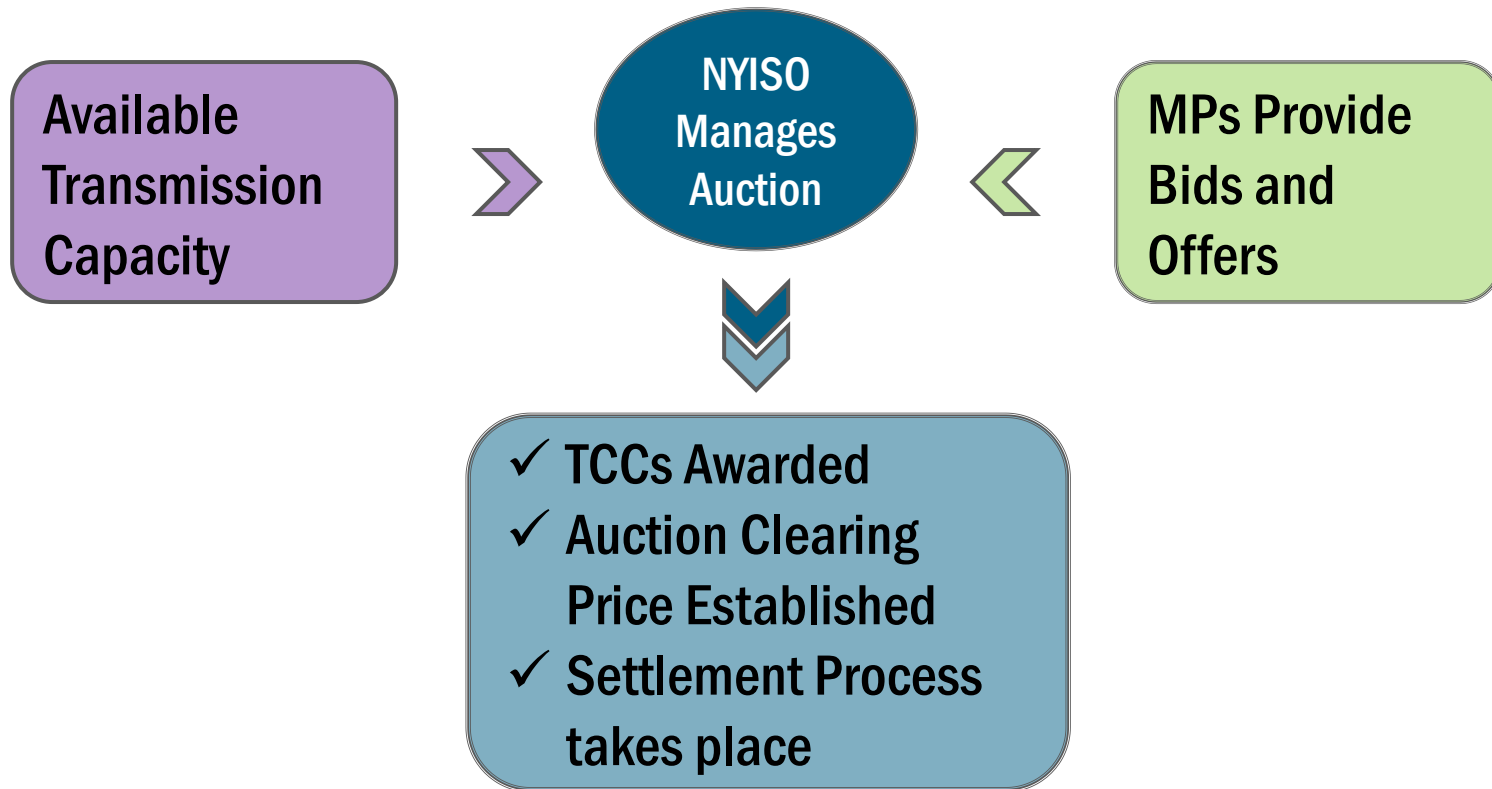 Available
Transmission
Capacity
NYISO
Manages
Auction
MPs Provide
Bids and
Offers
✓ TCCs Awarded
✓ Auction Clearing
Price Established
✓ Settlement Process
takes place